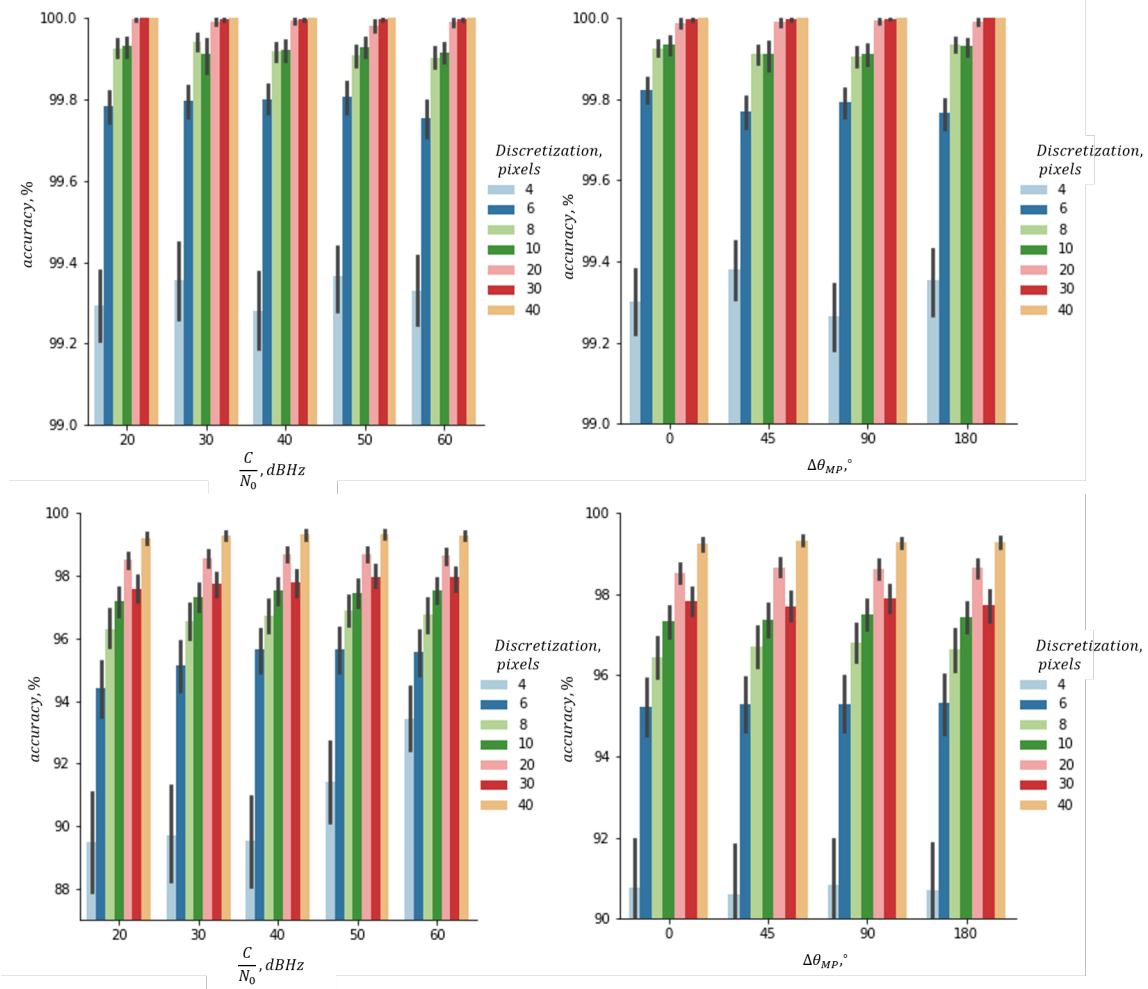 100.0
99.8
99.6
99.4
99.2
99.0
accuracy, %
20 30 40 50 60
C
N0 , dBHz
Discretization,
pixels
4
6
8
10
20
30
40
100.0
99.8
99.6
99.4
99.2
99.0
accuracy, %
0 45 90 180
ΔθMP,°
Discretization,
pixels
4
6
8
10
20
30
40
100
98
96
94
92
90
88
accuracy, %
20 30 40 50 60
C
N0 , dBHz
Discretization,
pixels
4
6
8
10
20
30
40
100
98
96
94
92
90
accuracy, %
0 45 90 180
ΔθMP,°
Discretization,
pixels
4
6
8
10
20
30
40